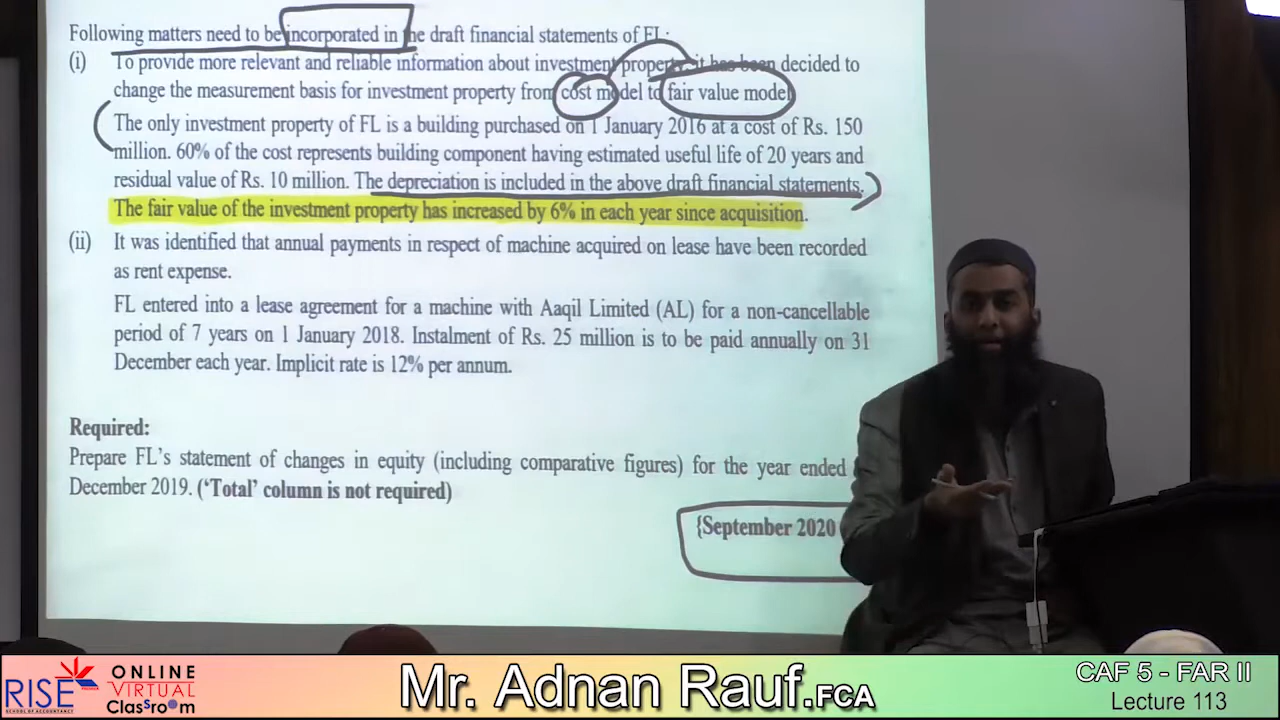 Following matters need to be incorporated in the draft financial statements of FL:
(i) To provide more relevant and reliable information about investment property, it has been decided to
change the measurement basis for investment property from cost model to fair value model
The only investment property of FL is a building purchased on 1 January 2016 at a cost of Rs. 150
million. 60% of the cost represents building component having estimated useful life of 20 years and
residual value of Rs. 10 million. The depreciation is included in the above draft financial statements.
The fair value of the investment property has increased by 6% in each year since acquisition.
(ii) It was identified that annual payments in respect of machine acquired on lease have been recorded
as rent expense.
FL entered into a lease agreement for a machine with Aaqil Limited (AL) for a non-cancellable
period of 7 years on 1 January 2018. Instalment of Rs. 25 million is to be paid annually on 31
December each year. Implicit rate is 12% per annum.
Required:
Prepare FL's statement of changes in equity (including comparative figures) for the year ended
December 2019. ('Total' column is not required)
{September 2020
RISE
ONLINE
VIRTUAL
ClasSroom
Mr. Adnan Rauf.FCA
CAF 5 - FAR II
Lecture 113